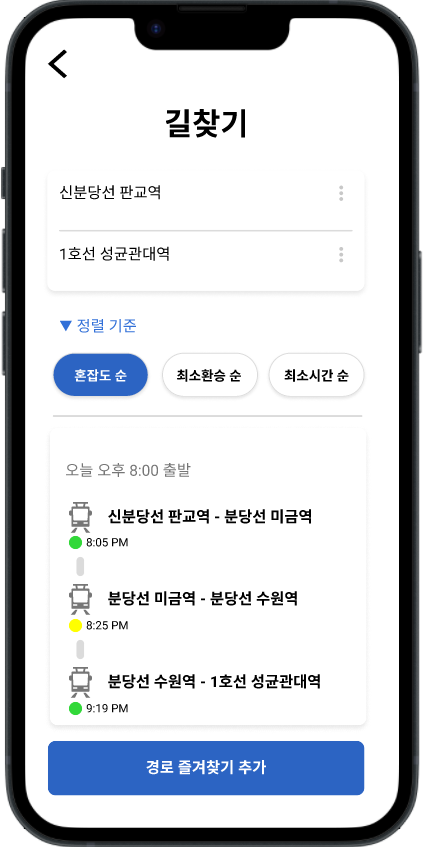 길찾기
신분당선 판교역
1호선 성균관대역
▼ 정렬 기준
혼잡도 순
최소환승 순
최소시간 순
오늘 오후 8:00 출발
신분당선 판교역 - 분당선 미금역
8:05 PM
분당선 미금역 - 분당선 수원역
8:25 PM
분당선 수원역 - 1호선 성균관대역
9:19 PM
경로 즐겨찾기 추가